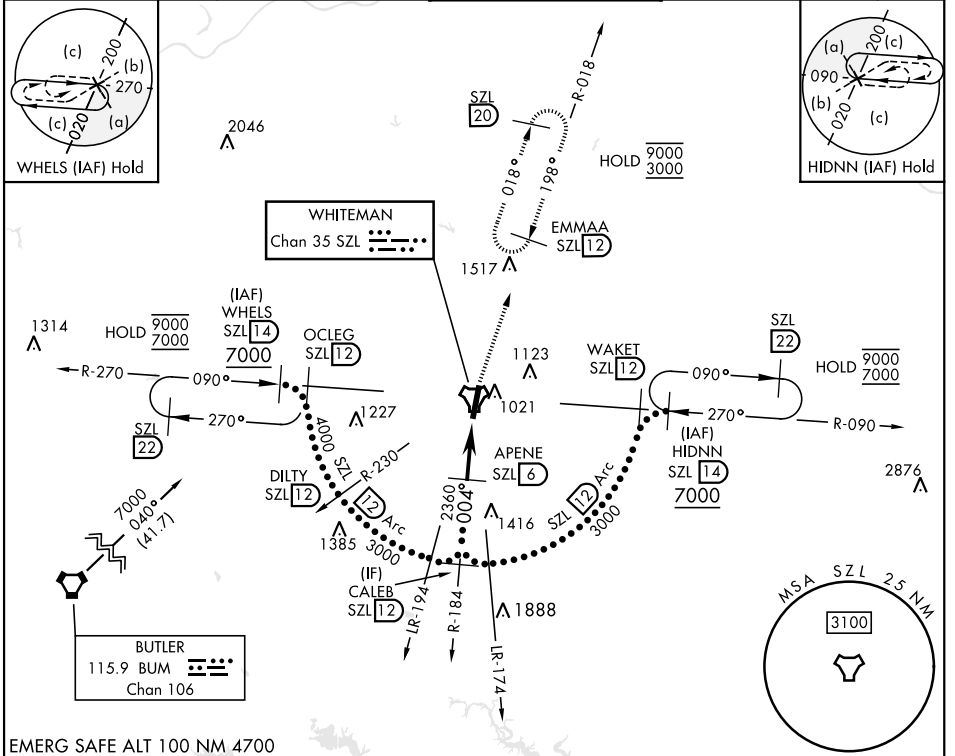 (c)
200
(b)
270
(c)
020
(a)
WHELS (IAF) Hold
(a)
200
(c)
090
(b)
020
(c)
HIDNN (IAF) Hold
2046
SZL
20
R-018
018°
198°
HOLD 9000
3000
EMMAA
SZL 12
1517
WHITEMAN
Chan 35 SZL
1314
HOLD 9000
7000
(IAF)
WHELS
SZL 14
7000
OCLEG
SZL 12
R-270
090°
270°
SZL
22
1227
1123
1021
WAKET
SZL 12
SZL
22
HOLD 9000
7000
090°
270°
R-090
(IAF)
HIDNN
SZL 14
7000
2876
4000
SZL
12
Arc
3000
R-230
DILTY
SZL 12
1385
APENE
SZL 6
2360
004°
1416
SZL 12 Arc
3000
(IF)
CALEB
SZL 12
LR-194
R-184
LR-174
1888
7000
040°
(41.7)
BUTLER
115.9 BUM
Chan 106
MSA SZL 25 NM
3100
EMERG SAFE ALT 100 NM 4700